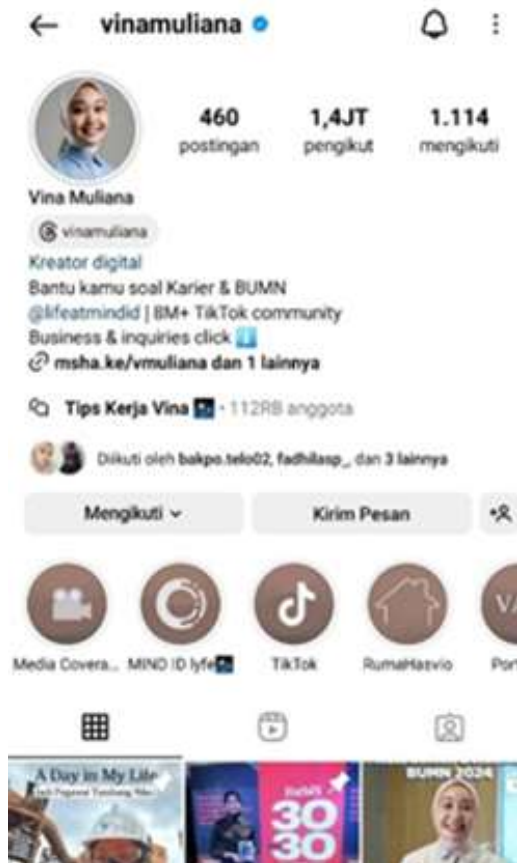 vinamuliana
460
postingan
1,4JT
pengikut
1.114
mengikuti
Vina Muliana
vinamuliana
Kreator digital
Bantu kamu soal Karier & BUMN
@lifeatmindid | 8M+ TikTok community
Business & inquiries click
msha.ke/vmuliana dan 1 lainnya
Tips Kerja Vina · 112RB anggota
Diikuti oleh bakpo.telo02, fadhilasp_, dan 3 lainnya
Mengikuti
Kirim Pesan
Media Covera...
MIND ID lyfe
TikTok
RumaHasvio
Por
A Day in My Life
30
30
BUMN 2024